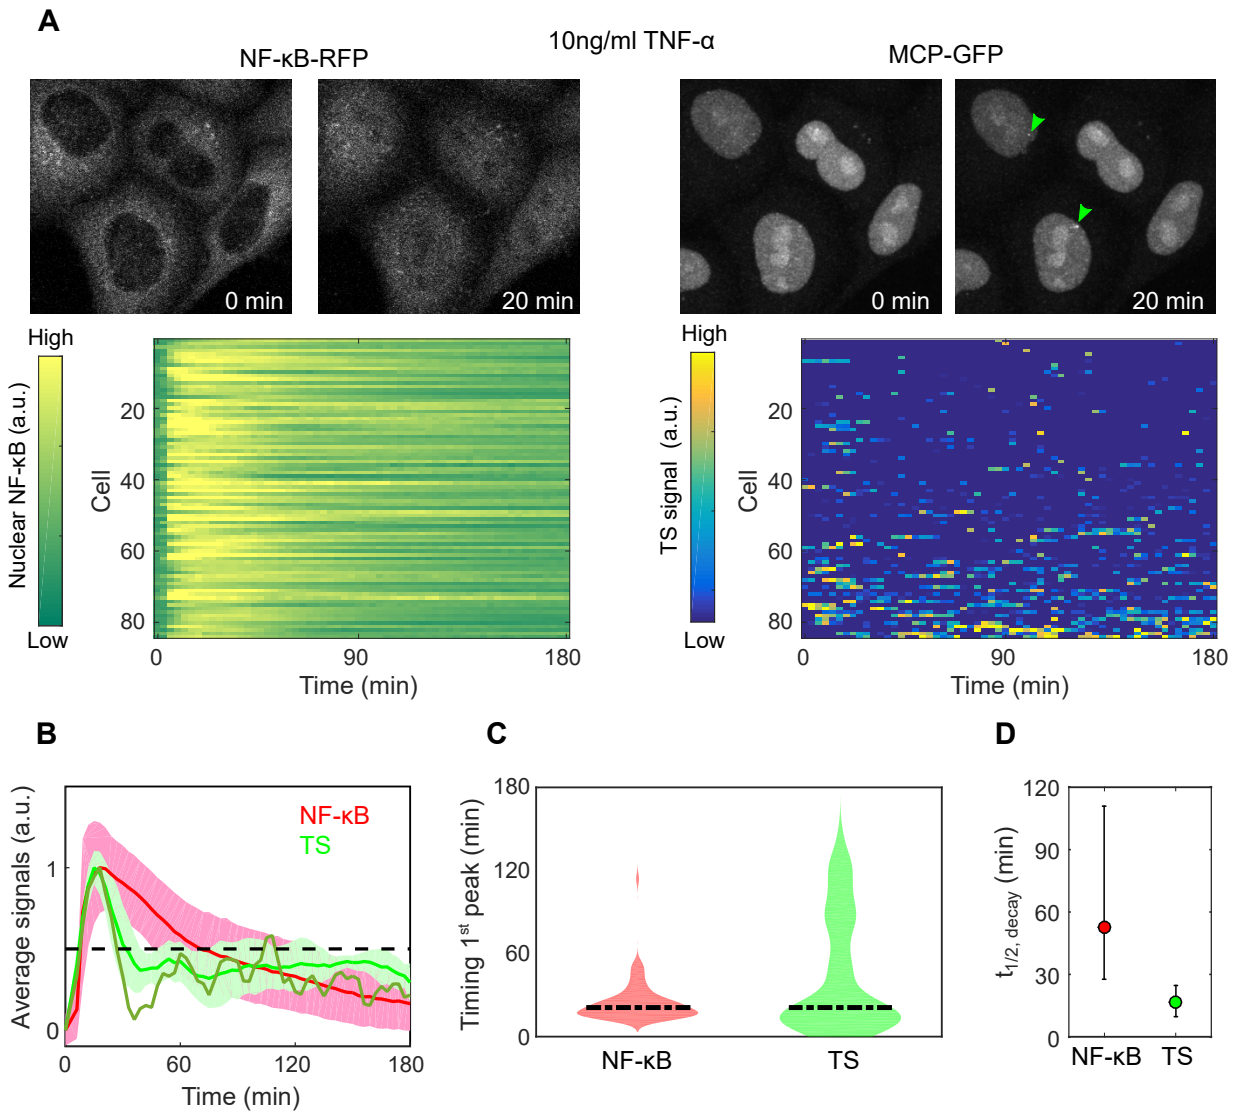 A
10ng/ml TNF-α
NF-κB-RFP
MCP-GFP
0 min
20 min
0 min
20 min
High
Nuclear NF-κB (a.u.)
Low
Cell
20
40
60
80
0
90
180
Time (min)
High
TS signal (a.u.)
Low
Cell
20
40
60
80
0
90
180
Time (min)
B
Average signals (a.u.)
1
0
NF-κB
TS
0
60
120
180
Time (min)
C
Timing 1st peak (min)
180
120
60
0
NF-κB
TS
D
t1/2, decay (min)
120
90
60
30
0
NF-κB
TS